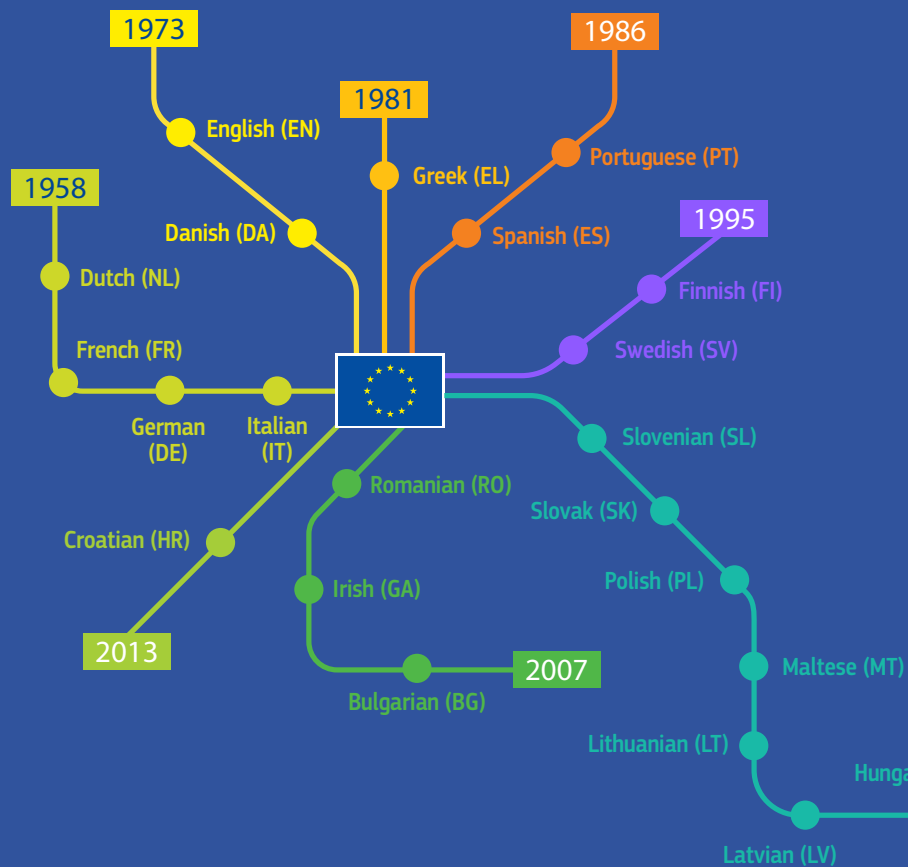 1973
English (EN)
Danish (DA)
1981
Greek (EL)
1986
Portuguese (PT)
Spanish (ES)
1958
Dutch (NL)
French (FR)
German
(DE)
Italian
(IT)
1995
Finnish (FI)
Swedish (SV)
Slovenian (SL)
Slovak (SK)
Polish (PL)
Maltese (MT)
Lithuanian (LT)
Hunga
Latvian (LV)
Romanian (RO)
Irish (GA)
Bulgarian (BG)
2007
Croatian (HR)
2013